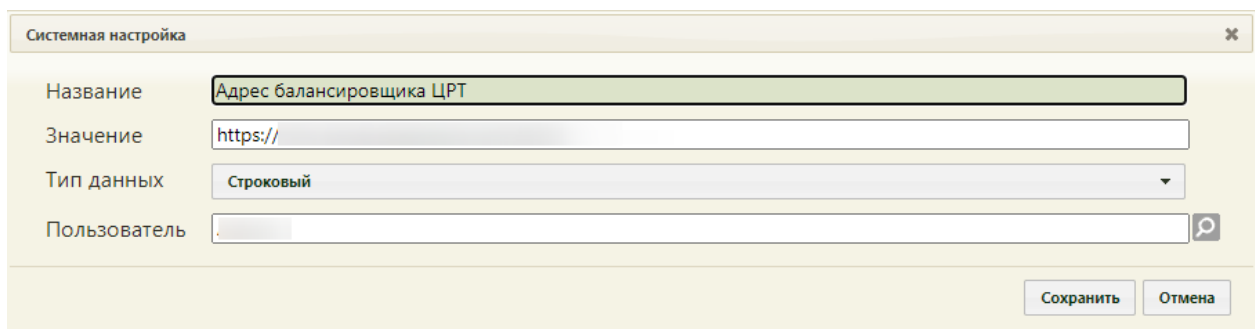 Системная настройка
Название Адрес балансировщика ЦРТ
Значение https://
Тип данных Строковый
Пользователь
Сохранить Отмена